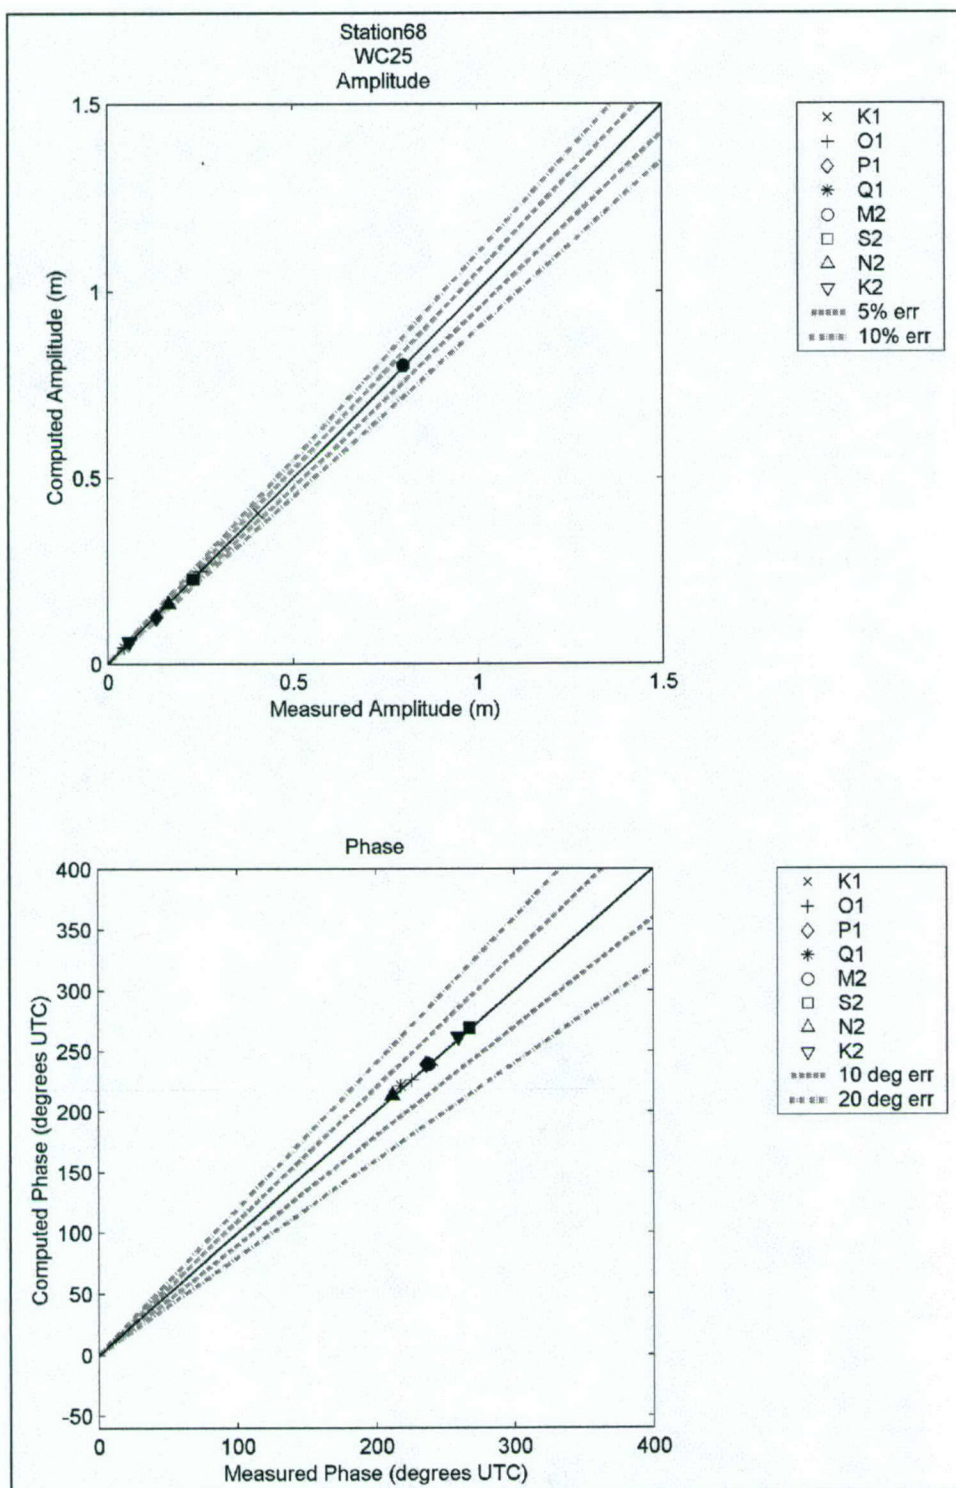 Station68
WC25
Amplitude
1.5
1
0.5
0
0
0.5
1
1.5
Computed Amplitude (m)
Measured Amplitude (m)
K1
O1
P1
Q1
M2
S2
N2
K2
5% err
10% err
Phase
400
350
300
250
200
150
100
50
0
-50
0
100
200
300
400
Computed Phase (degrees UTC)
Measured Phase (degrees UTC)
K1
O1
P1
Q1
M2
S2
N2
K2
10 deg err
20 deg err